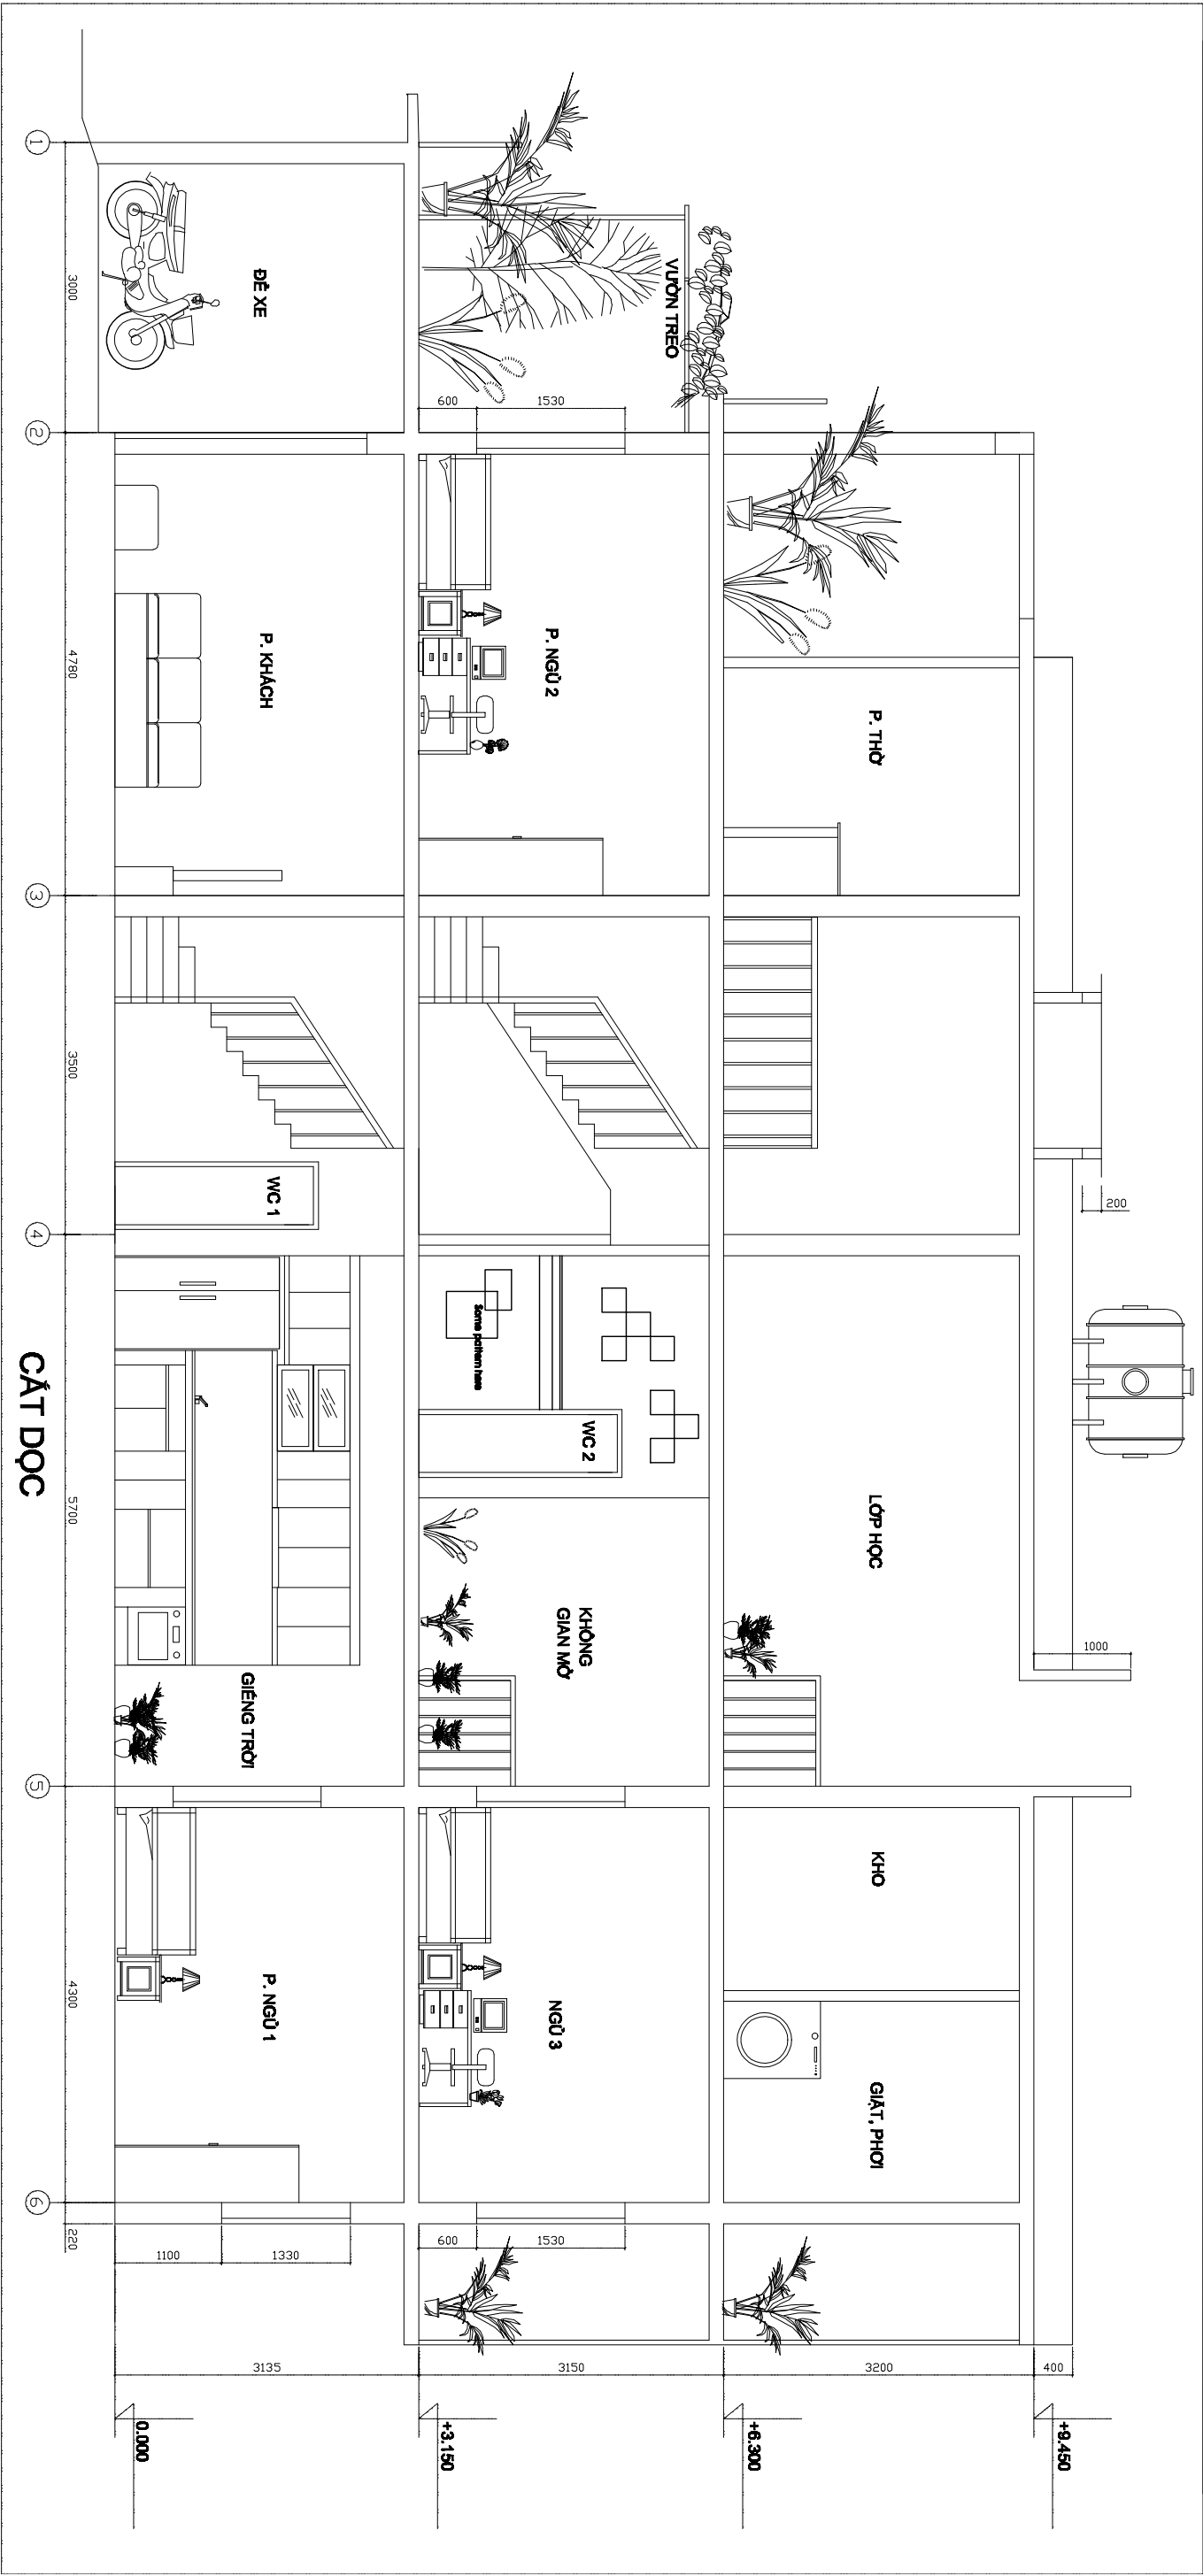 200
1000
VƯỜN TREO
P. THỜ
LỚP HỌC
KHO
GIẶT, PHƠI
600
1530
P. NGỦ 2
Some pattern here
WC 2
KHÔNG
GIAN MỞ
NGỦ 3
600
1530
ĐỂ XE
P. KHÁCH
WC 1
GIẾNG TRỜI
P. NGỦ 1
1100
1330
3135
3150
3200
400
0.000
+3.150
+6.300
+9.450
3000
4780
3500
5700
4300
220
1
2
3
4
5
6
CẮT DỌC